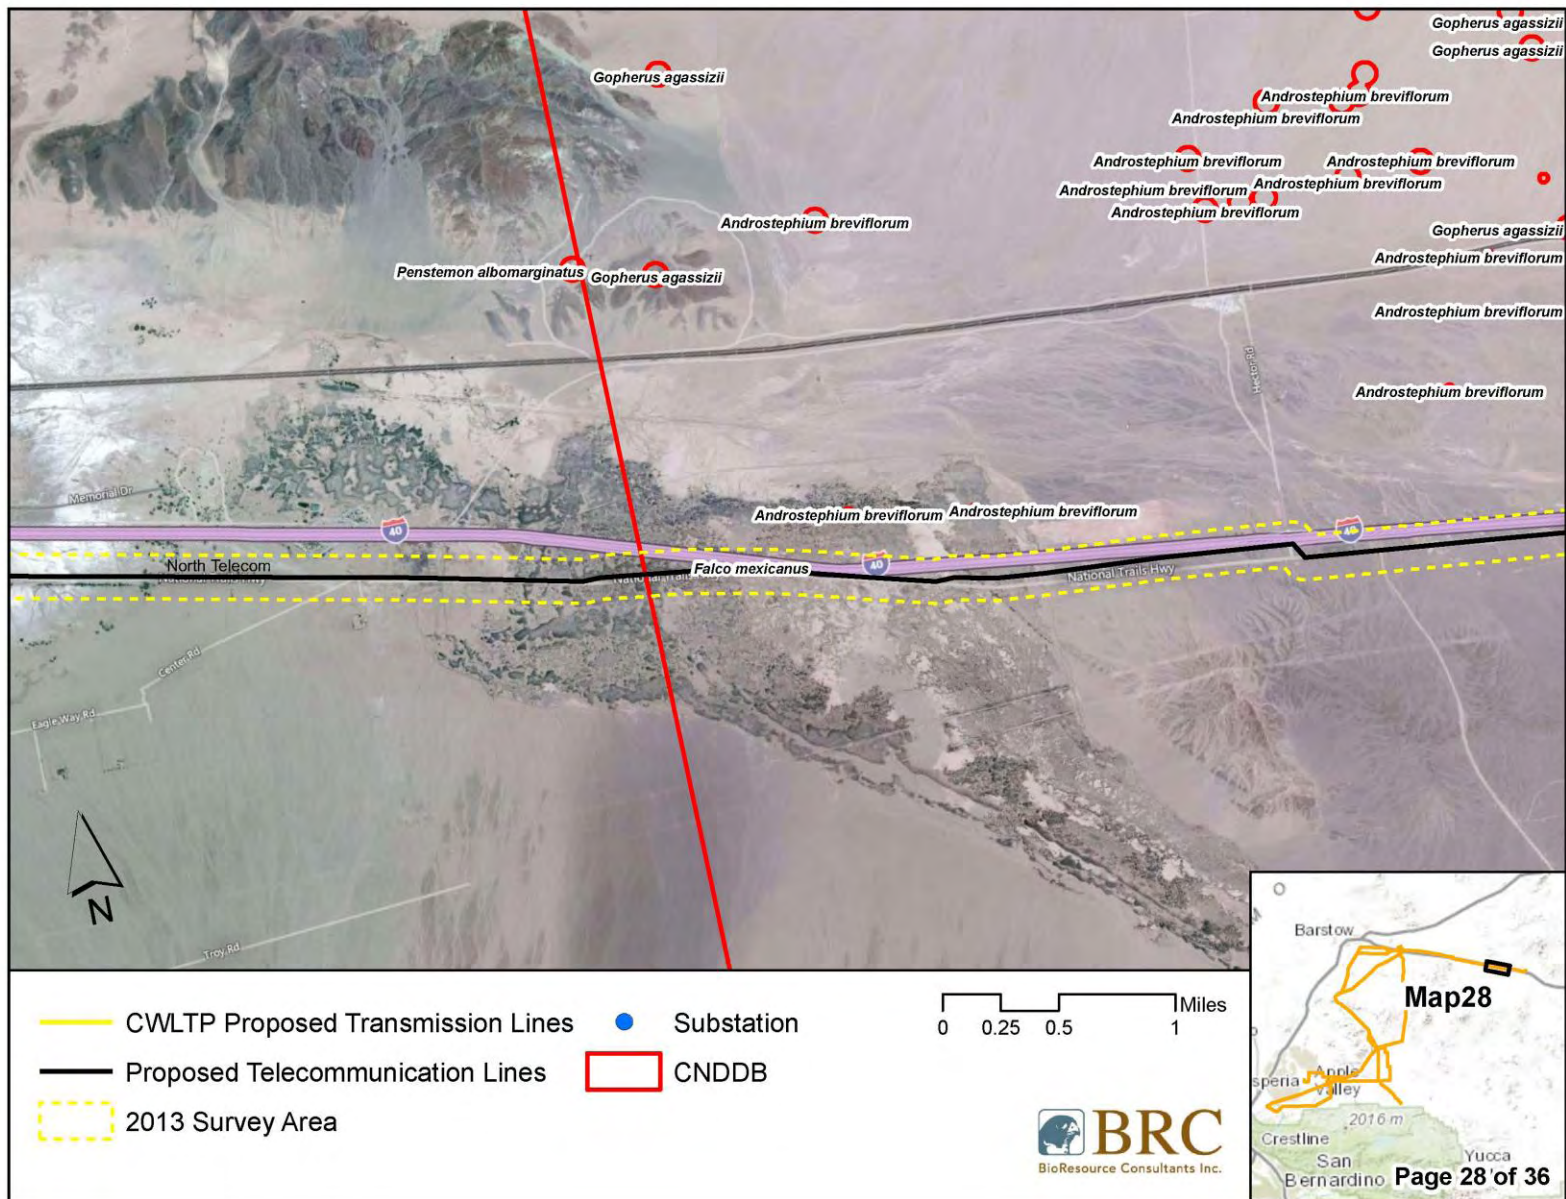 Gopherus agassizii
Gopherus agassizii
Gopherus agassizii
Androstephium breviflorum
Androstephium breviflorum
Androstephium breviflorum
Androstephium breviflorum
Androstephium breviflorum
Androstephium breviflorum
Androstephium breviflorum
Androstephium breviflorum
Gopherus agassizii
Androstephium breviflorum
Penstemon albomarginatus
Gopherus agassizii
Androstephium breviflorum
Hector Rd
Androstephium breviflorum
Memorial Dr
Androstephium breviflorum
Androstephium breviflorum
40
40
40
North Telecom
Falco mexicanus
National Trails Hwy
Center Rd
Eagle Way Rd
N
Troy Rd
CWLTP Proposed Transmission Lines
Substation
Proposed Telecommunication Lines
CNDDB
2013 Survey Area
Miles
0 0.25 0.5 1
BRC
BioResource Consultants Inc.
Barstow
Map28
speria
Apple
Valley
2016 m
Crestline
San
Bernardino
Yucca
Page 28 of 36